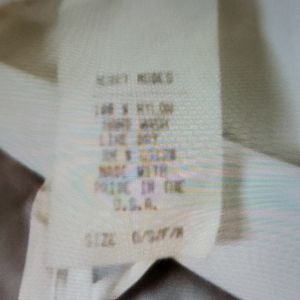 100 % NYLON
HAND WASH
LINE DRY
MADE WITH
PRIDE IN THE
U.S.A.
SIZE O/S/F/M